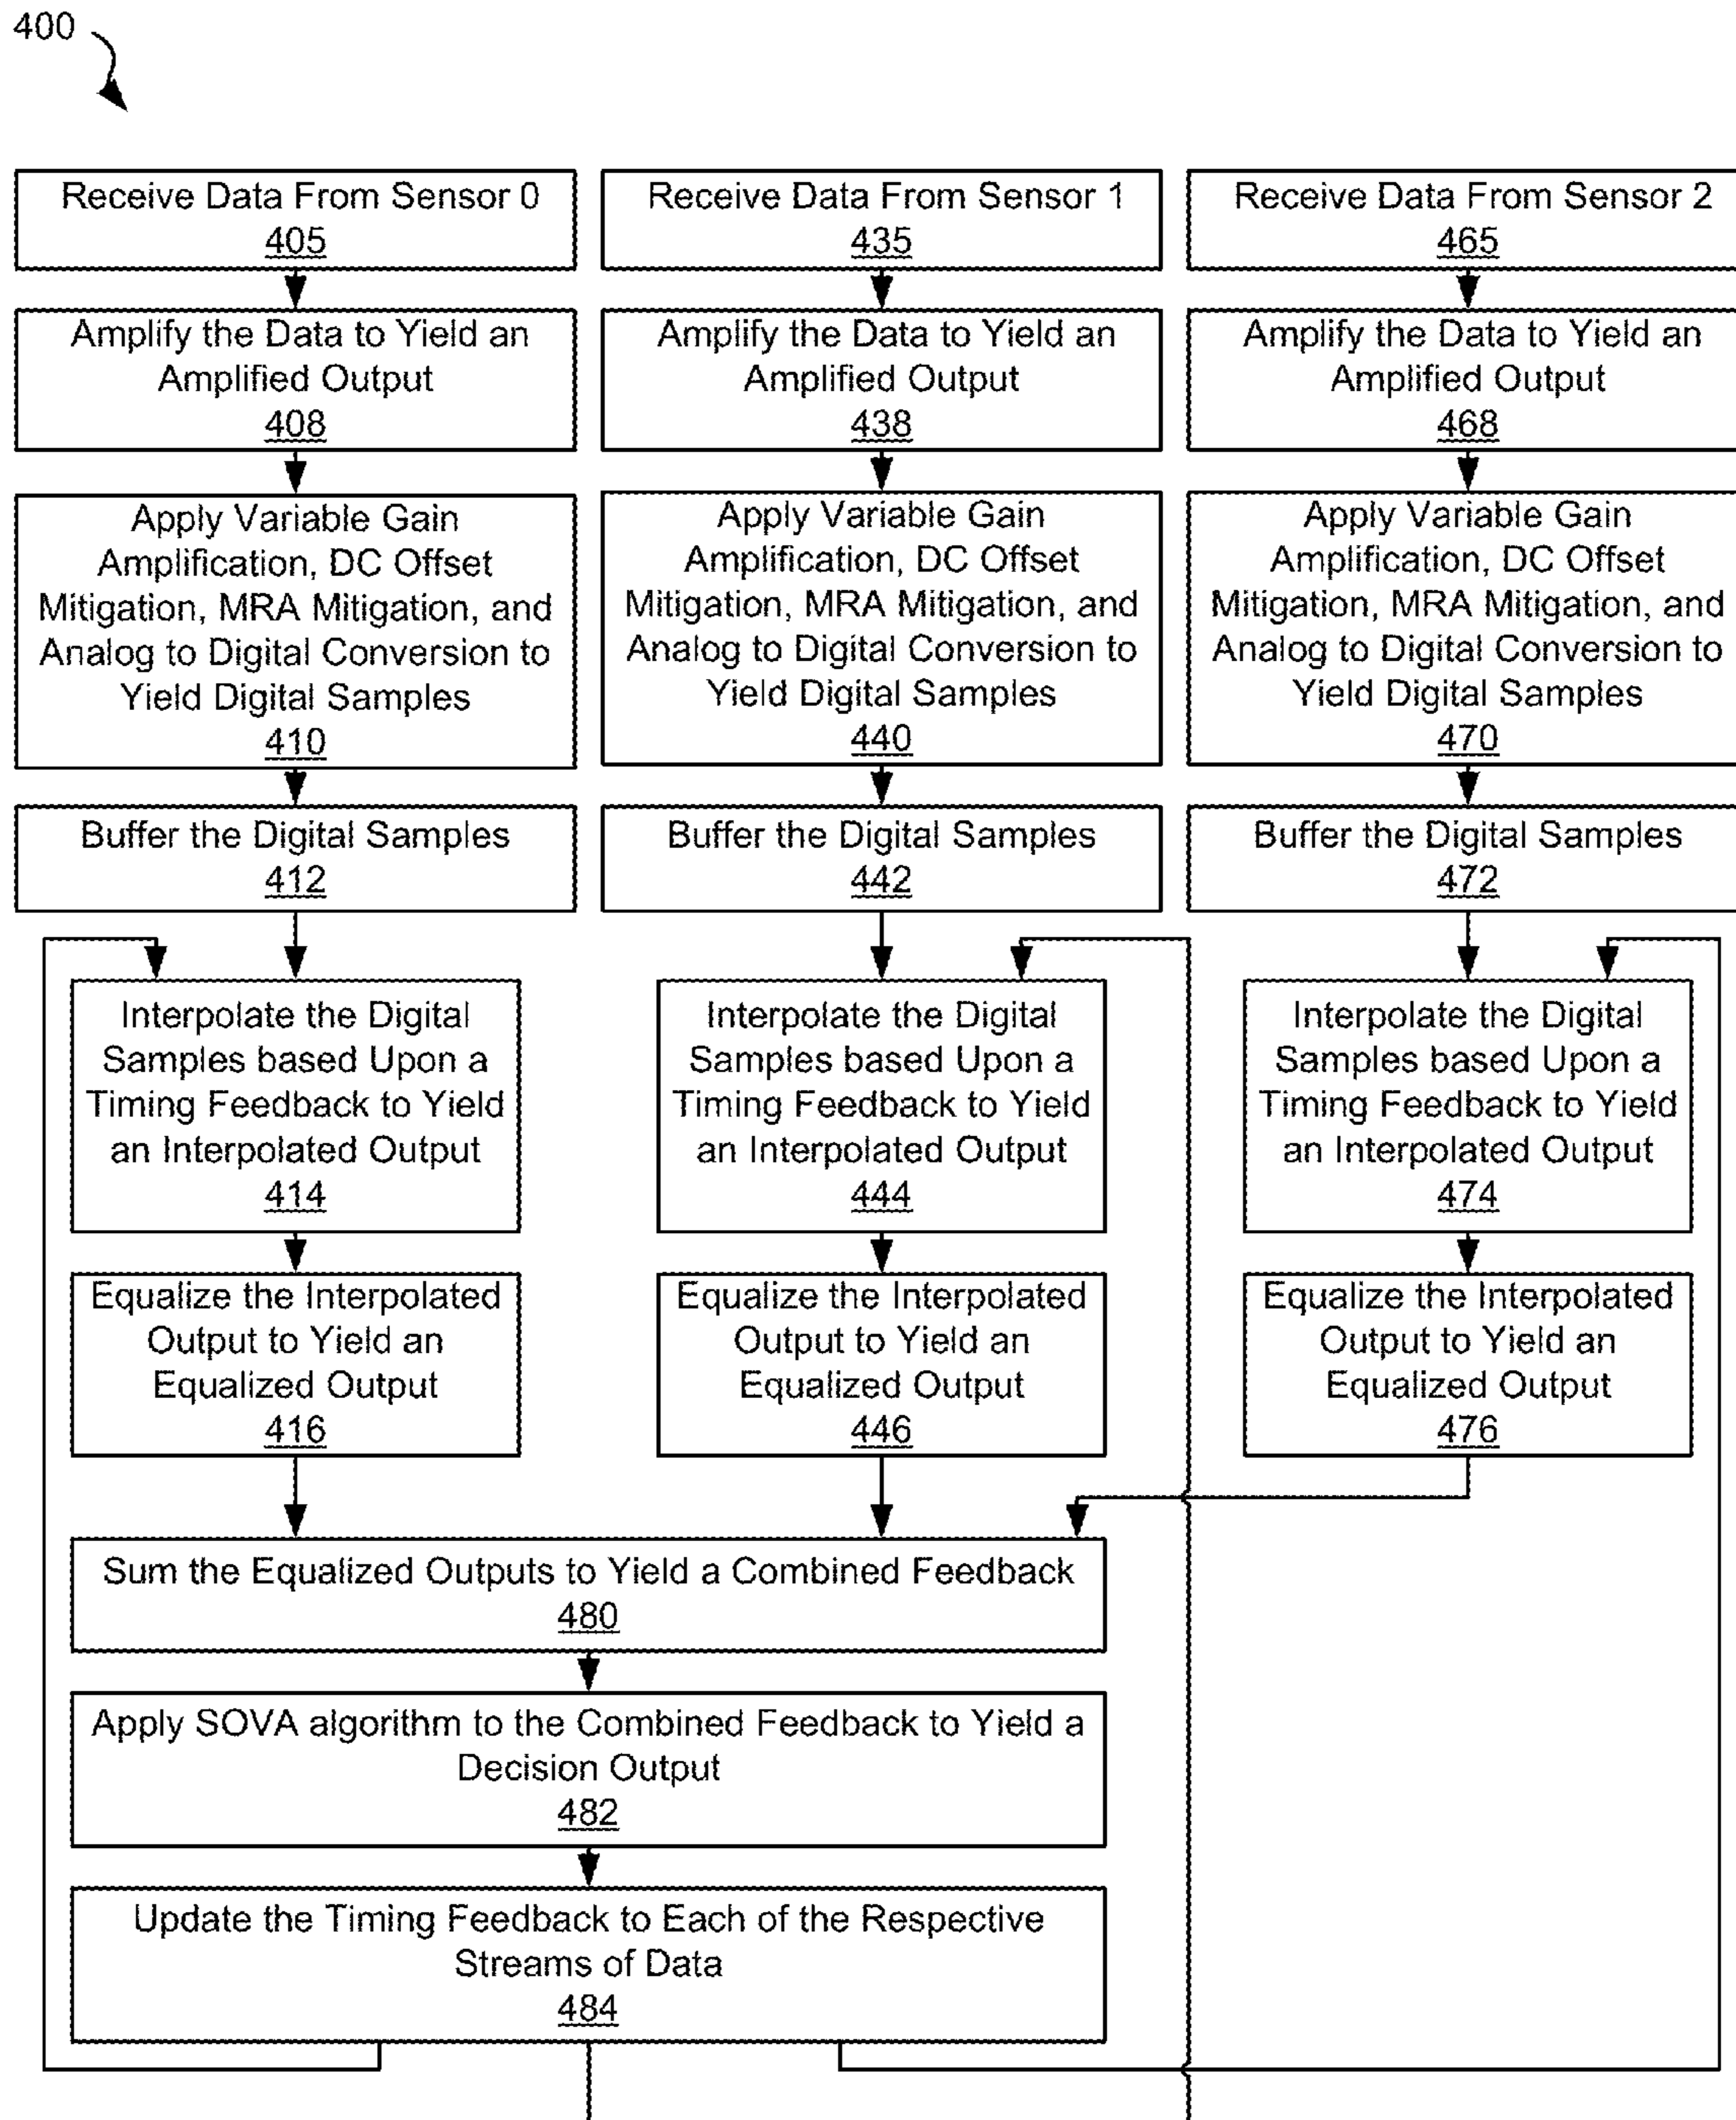 400
Receive Data From Sensor 0
405
Amplify the Data to Yield an
Amplified Output
408
Apply Variable Gain
Amplification, DC Offset
Mitigation, MRA Mitigation, and
Analog to Digital Conversion to
Yield Digital Samples
410
Buffer the Digital Samples
412
Interpolate the Digital
Samples based Upon a
Timing Feedback to Yield
an Interpolated Output
414
Equalize the Interpolated
Output to Yield an
Equalized Output
416
Receive Data From Sensor 1
435
Amplify the Data to Yield an
Amplified Output
438
Apply Variable Gain
Amplification, DC Offset
Mitigation, MRA Mitigation, and
Analog to Digital Conversion to
Yield Digital Samples
440
Buffer the Digital Samples
442
Interpolate the Digital
Samples based Upon a
Timing Feedback to Yield
an Interpolated Output
444
Equalize the Interpolated
Output to Yield an
Equalized Output
446
Receive Data From Sensor 2
465
Amplify the Data to Yield an
Amplified Output
468
Apply Variable Gain
Amplification, DC Offset
Mitigation, MRA Mitigation, and
Analog to Digital Conversion to
Yield Digital Samples
470
Buffer the Digital Samples
472
Interpolate the Digital
Samples based Upon a
Timing Feedback to Yield
an Interpolated Output
474
Equalize the Interpolated
Output to Yield an
Equalized Output
476
Sum the Equalized Outputs to Yield a Combined Feedback
480
Apply SOVA algorithm to the Combined Feedback to Yield a
Decision Output
482
Update the Timing Feedback to Each of the Respective
Streams of Data
484